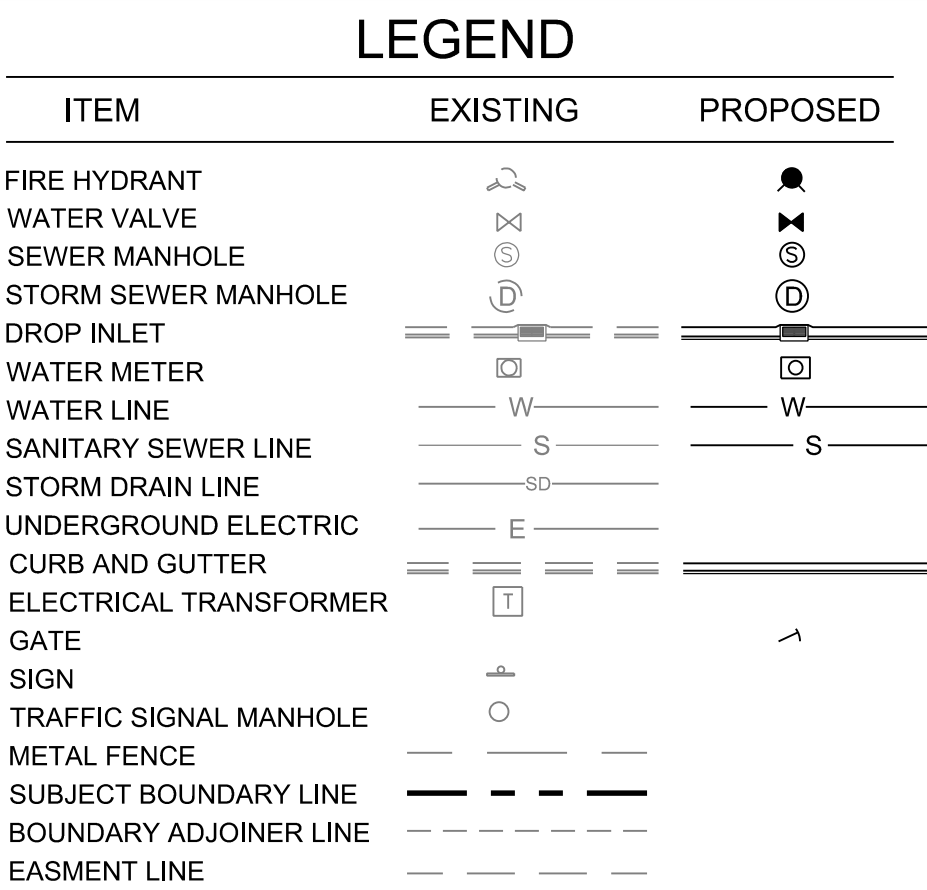 LEGEND
ITEM EXISTING PROPOSED
FIRE HYDRANT
WATER VALVE
SEWER MANHOLE S S
STORM SEWER MANHOLE D D
DROP INLET
WATER METER
WATER LINE W W
SANITARY SEWER LINE S S
STORM DRAIN LINE SD
UNDERGROUND ELECTRIC E
CURB AND GUTTER
ELECTRICAL TRANSFORMER T
GATE
SIGN
TRAFFIC SIGNAL MANHOLE
METAL FENCE
SUBJECT BOUNDARY LINE
BOUNDARY ADJOINER LINE
EASMENT LINE